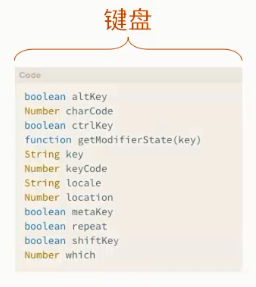 键盘
Code
boolean altKey
Number charCode
boolean ctrlKey
function getModifierState(key)
String key
Number keyCode
String locale
Number location
boolean metaKey
boolean repeat
boolean shiftKey
Number which